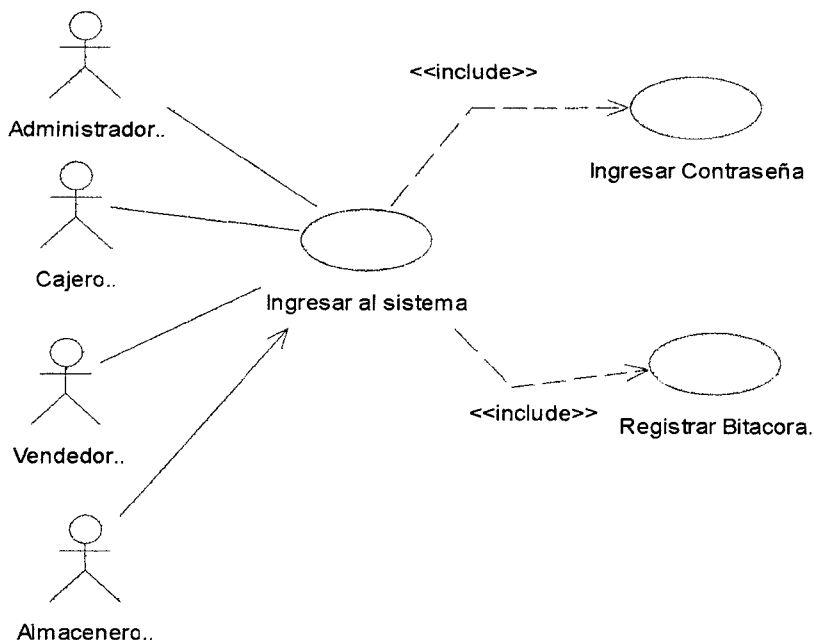 <<include>>
Administrador..
Ingresar Contraseña
Cajero..
Ingresar al sistema
<<include>>
Registrar Bitacora.
Vendedor..
Almacenero..